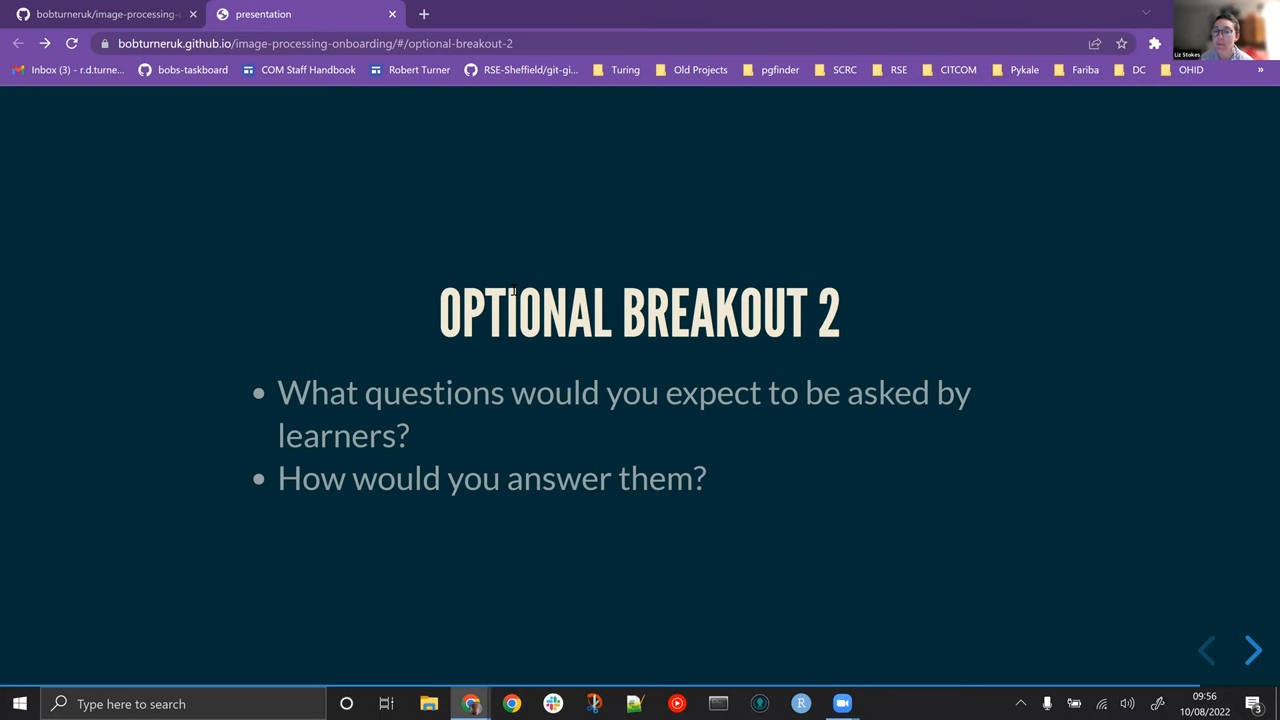 bobturneruk/image-processing-
presentation
bobturneruk.github.io/image-processing-onboarding/#/optional-breakout-2
Inbox (3) - r.d.turne...
bobs-taskboard
COM Staff Handbook
Robert Turner
RSE-Sheffield/git-gi...
Turing
Old Projects
pgfinder
SCRC
RSE
CITCOM
Pykale
Fariba
DC
OHID
»
Liz Stokes
OPTIONAL BREAKOUT 2
• What questions would you expect to be asked by
learners?
• How would you answer them?
Type here to search
09:56
10/08/2022
3